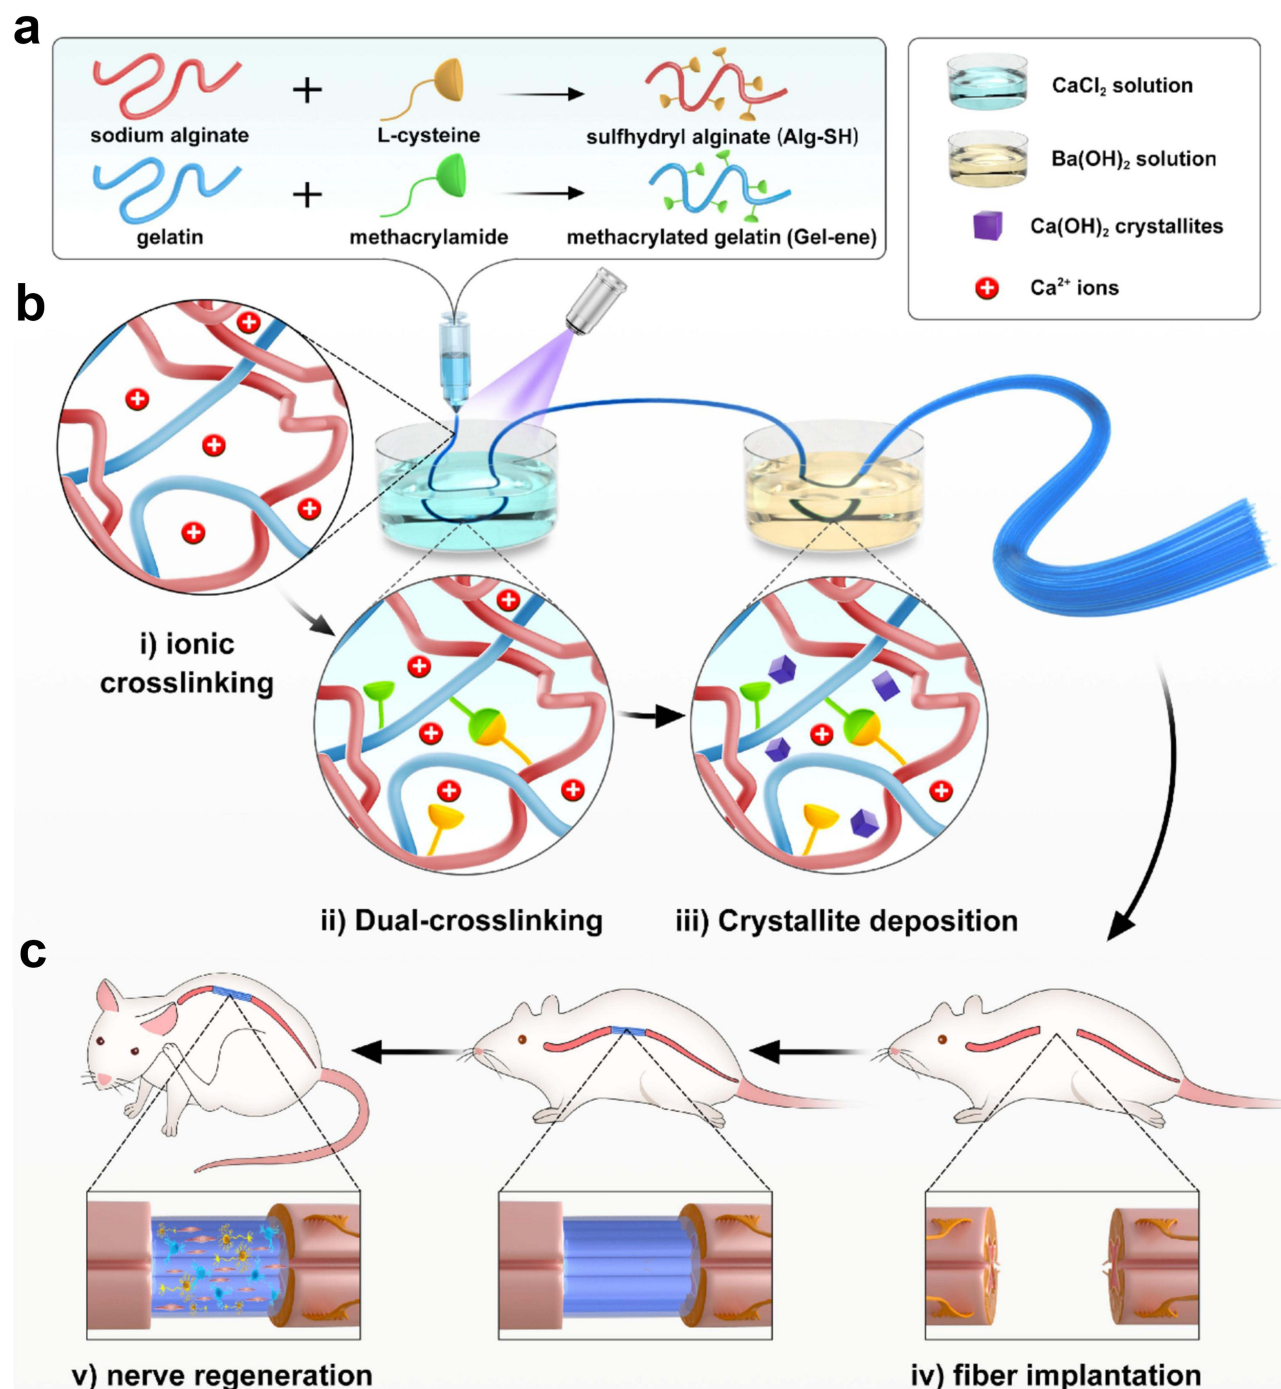 a
sodium alginate
+
L-cysteine
sulfhydryl alginate (Alg-SH)
gelatin
+
methacrylamide
methacrylated gelatin (Gel-ene)
CaCl₂ solution
Ba(OH)₂ solution
Ca(OH)₂ crystallites
+ Ca²⁺ ions
b
i) ionic
crosslinking
ii) Dual-crosslinking
iii) Crystallite deposition
c
v) nerve regeneration
iv) fiber implantation